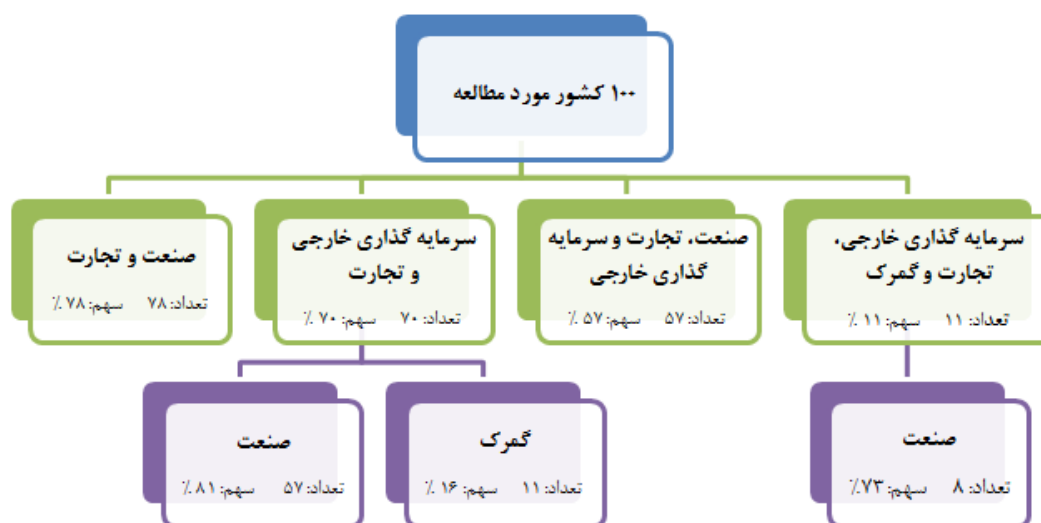 ۱۰۰ کشور مورد مطالعه
سرمایه گذاری خارجی،
تجارت و گمرک
تعداد: ۱۱ سهم: ۱۱ ٪
صنعت، تجارت و سرمایه
گذاری خارجی
تعداد: ۵۷ سهم: ۵۷ ٪
سرمایه گذاری خارجی
و تجارت
تعداد: ۷۰ سهم: ۷۰ ٪
صنعت و تجارت
تعداد: ۷۸ سهم: ۷۸ ٪
صنعت
تعداد: ۸ سهم: ۷۳٪
گمرک
تعداد: ۱۱ سهم: ۱۶ ٪
صنعت
تعداد: ۵۷ سهم: ۸۱ ٪